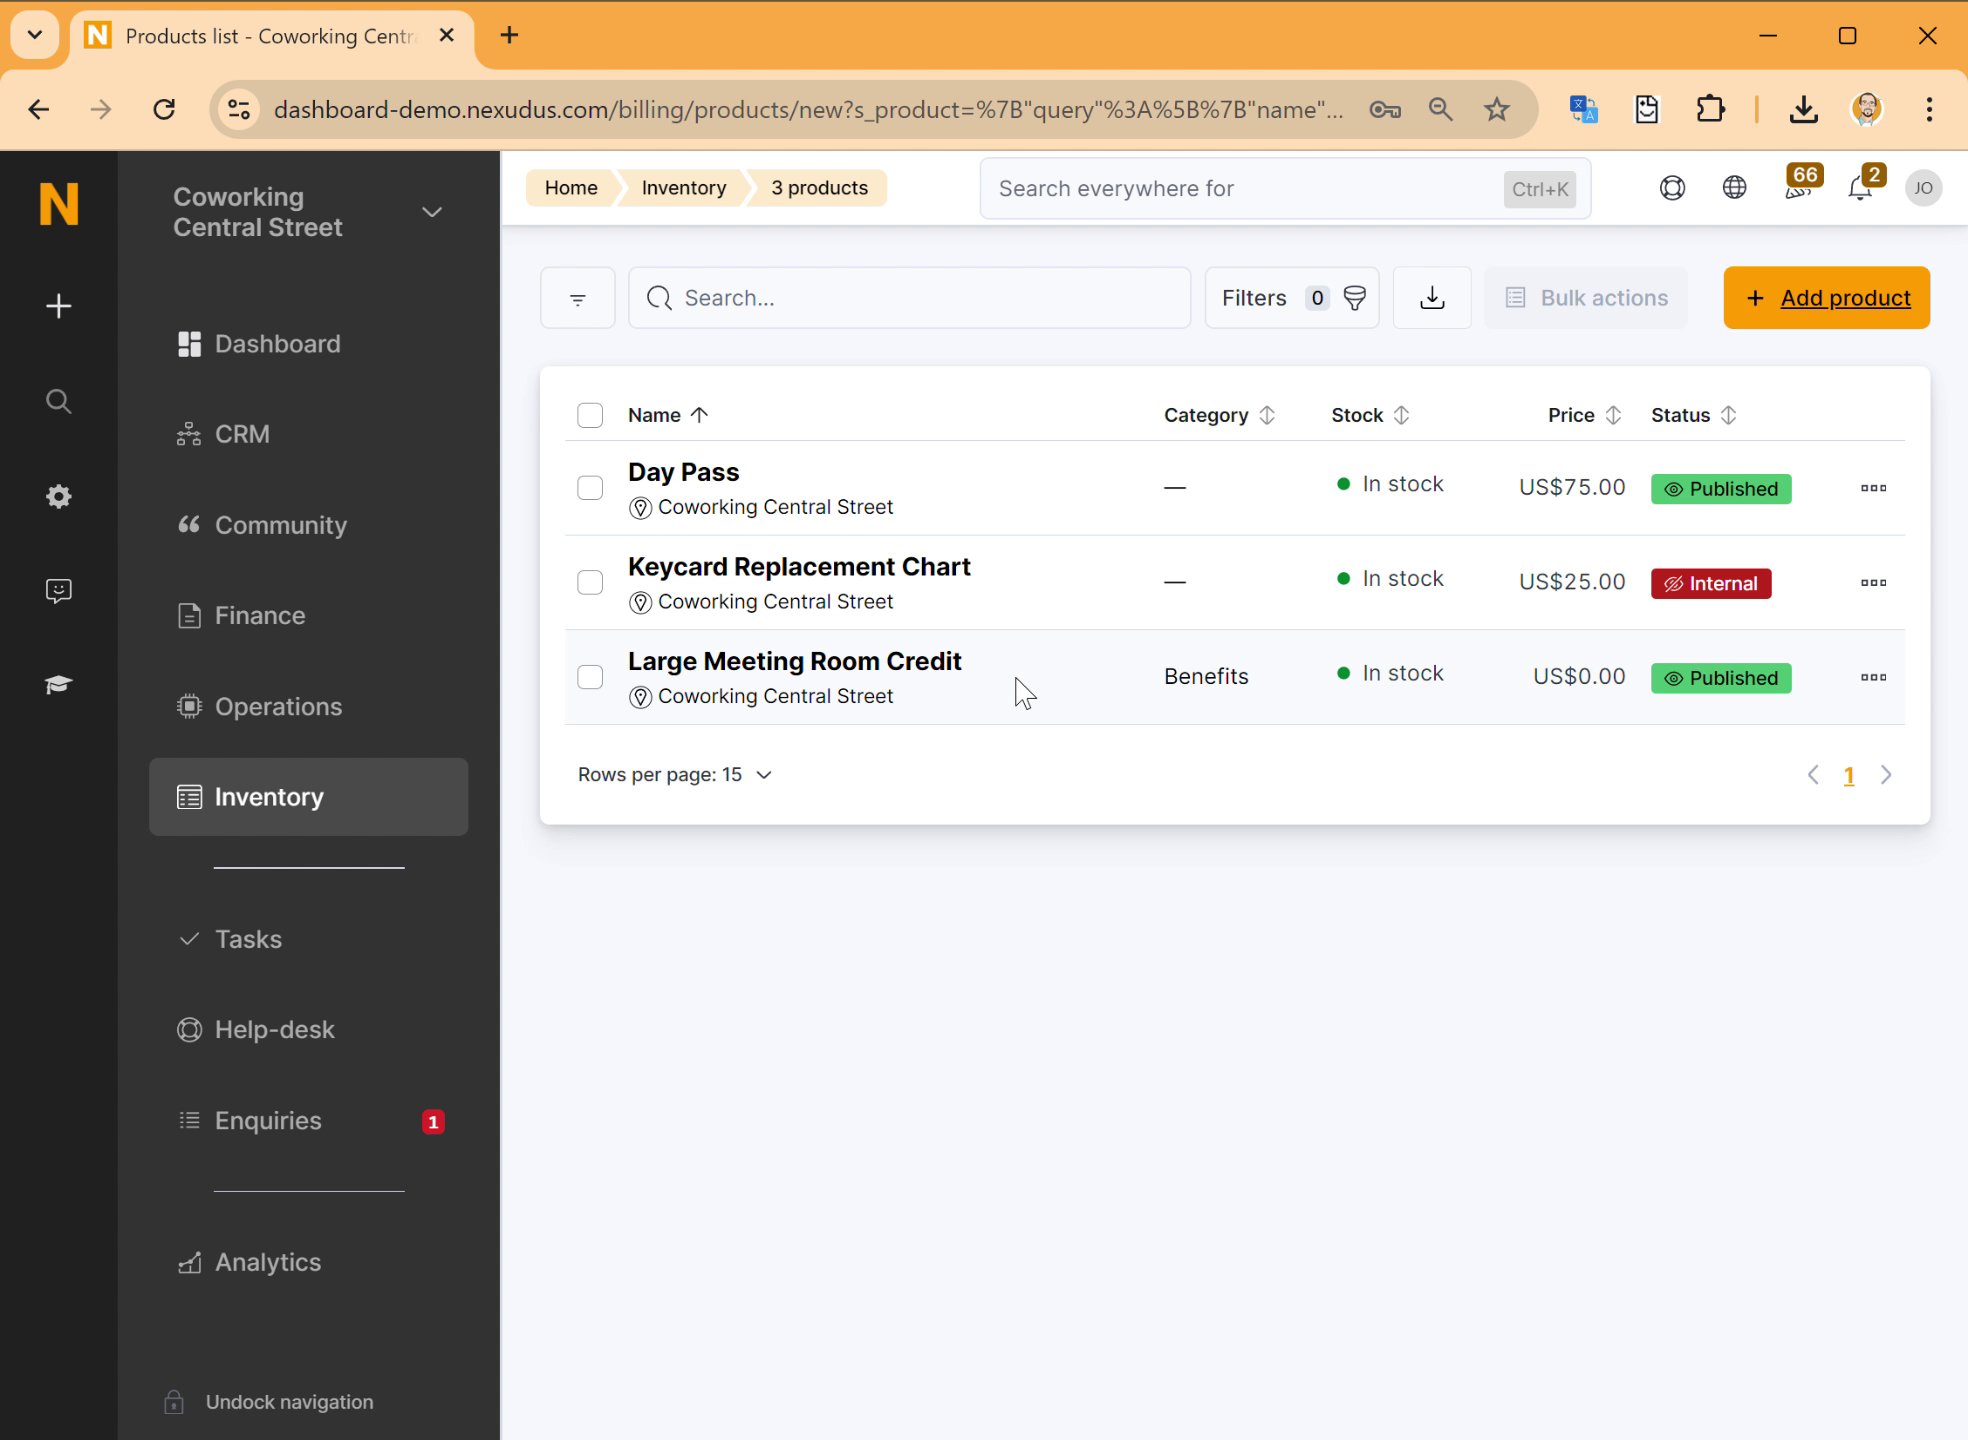 Products list - Coworking Centr
dashboard-demo.nexudus.com/billing/products/new?s_product=%7B"query"%3A%5B%7B"name"...
N
Coworking
Central Street
Home
Inventory
3 products
Search everywhere for
Ctrl+K
66
2
JO
Search...
Filters 0
Bulk actions
+ Add product
Dashboard
CRM
Community
Finance
Operations
Inventory
Tasks
Help-desk
Enquiries 1
Analytics
Undock navigation
Name Category Stock Price Status
Day Pass
Coworking Central Street
— In stock US$75.00 Published
Keycard Replacement Chart
Coworking Central Street
— In stock US$25.00 Internal
Large Meeting Room Credit
Coworking Central Street
Benefits In stock US$0.00 Published
Rows per page: 15
1